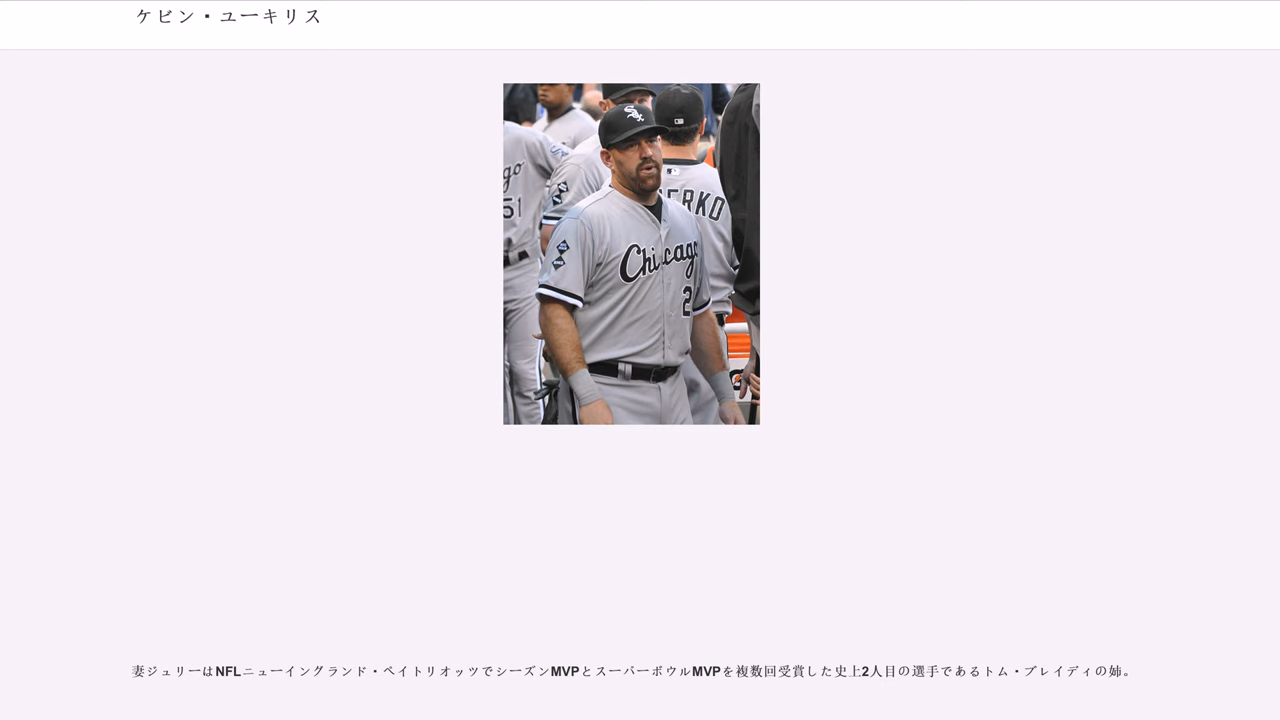 ケビン・ユーキリス
Chicago
2
51
妻ジュリーはNFLニューイングランド・ペイトリオッツでシーズンMVPとスーパーボウルMVPを複数回受賞した史上2人目の選手であるトム・ブレイディの姉。